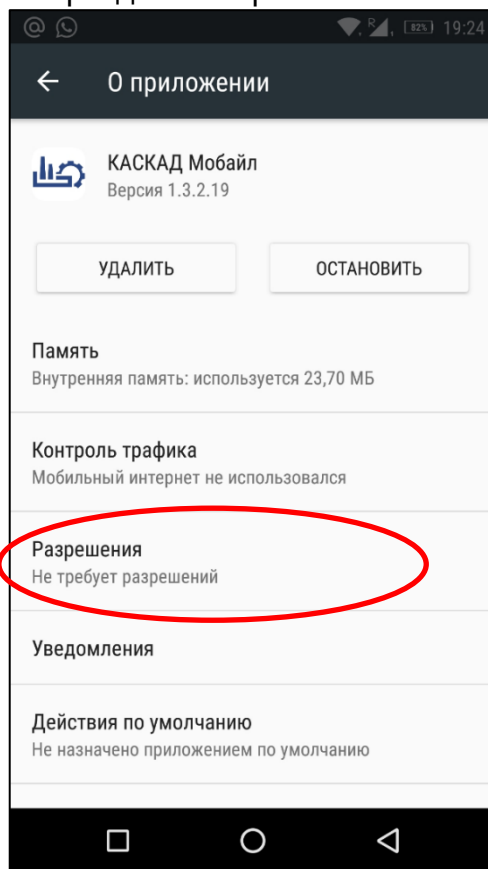 82%
19:24
О приложении
КАСКАД Мобайл
Версия 1.3.2.19
УДАЛИТЬ
ОСТАНОВИТЬ
Память
Внутренняя память: используется 23,70 МБ
Контроль трафика
Мобильный интернет не использовался
Разрешения
Не требует разрешений
Уведомления
Действия по умолчанию
Не назначено приложением по умолчанию